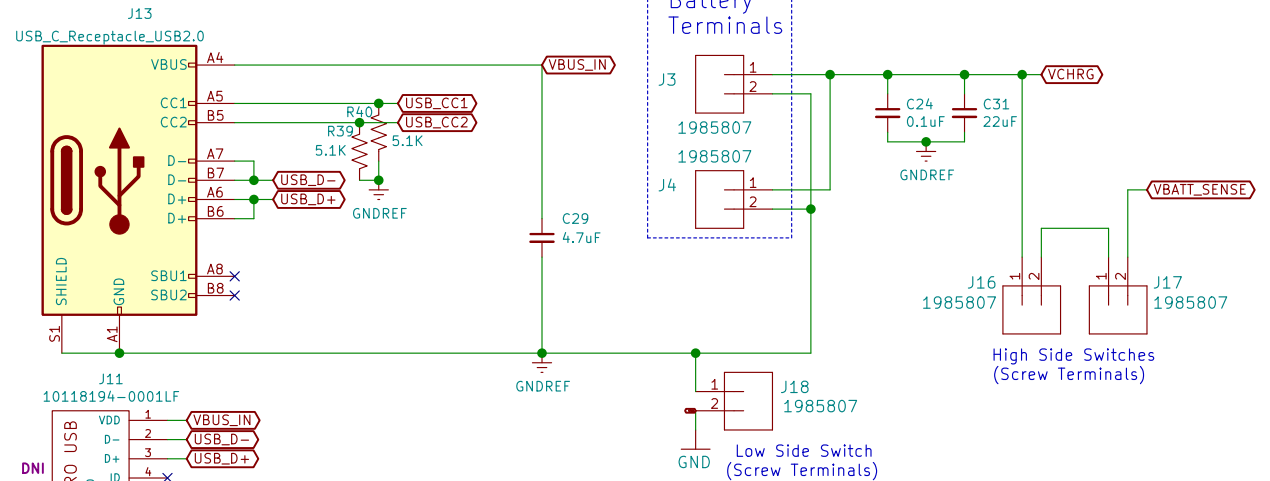 J13
USB_C_Receptacle_USB2.0
VBUS
A4
VBUS_IN
CC1
A5
USB_CC1
CC2
B5
USB_CC2
R40
5.1K
R39
5.1K
D-
A7
D-
B7
USB_D-
D+
A6
USB_D+
D+
B6
GNDREF
SBU1
A8
SBU2
B8
SHIELD
GND
S1
A1
C29
4.7uF
GNDREF
Battery
Terminals
J3
1
2
1985807
1985807
J4
1
2
VCHRG
C24
0.1uF
C31
22uF
GNDREF
VBATT_SENSE
J16
1985807
1
2
1
2
J17
1985807
High Side Switches
(Screw Terminals)
1
2
J18
1985807
GND
Low Side Switch
(Screw Terminals)
J11
10118194-0001LF
VDD
1
VBUS_IN
D-
2
USB_D-
D+
3
USB_D+
ID
4
RO USB
DNI